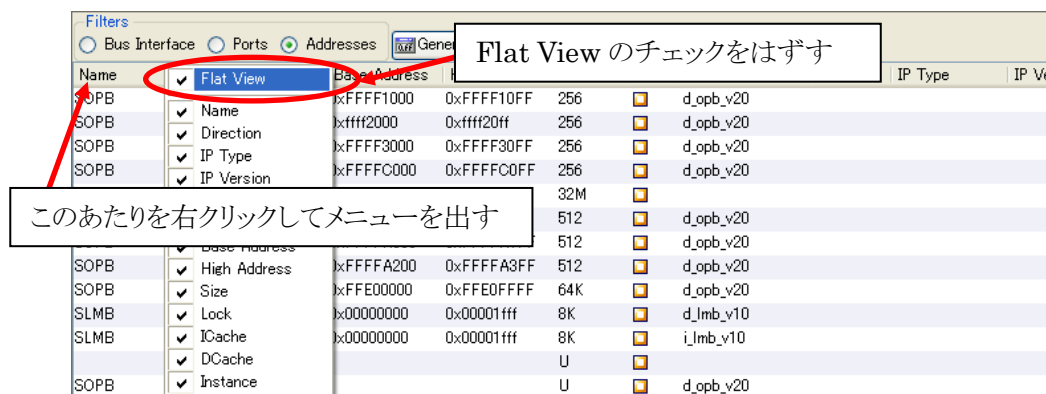 Filters
Bus Interface Ports Addresses Gene
Flat View のチェックをはずす
Name Flat View Base Address IP Type IP Ve
SOPB 0xFFFF1000 0xFFFF10FF 256 d_opb_v20
Name
SOPB 0xffff2000 0xffff20ff 256 d_opb_v20
Direction
SOPB 0xFFFF3000 0xFFFF30FF 256 d_opb_v20
IP Type
SOPB 0xFFFFC000 0xFFFFC0FF 256 d_opb_v20
IP Version
32M
このあたりを右クリックしてメニューを出す
512 d_opb_v20
Base Address 512 d_opb_v20
SOPB High Address 0xFFFFA200 0xFFFFA3FF 512 d_opb_v20
SOPB Size 0xFFE00000 0xFFE0FFFF 64K d_opb_v20
SLMB Lock 0x00000000 0x00001fff 8K d_lmb_v10
SLMB ICache 0x00000000 0x00001fff 8K i_lmb_v10
DCache U
SOPB Instance U d_opb_v20